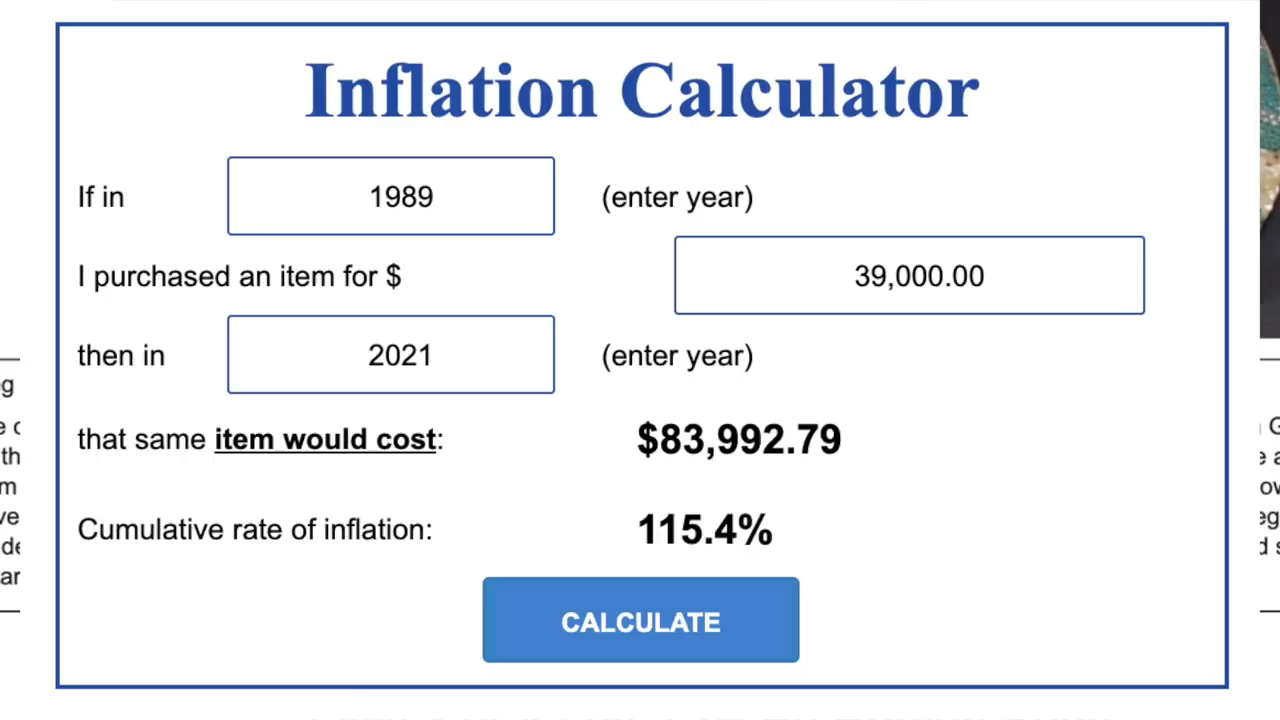 Inflation Calculator
If in 1989 (enter year)
I purchased an item for $ 39,000.00
then in 2021 (enter year)
that same item would cost: $83,992.79
Cumulative rate of inflation: 115.4%
CALCULATE